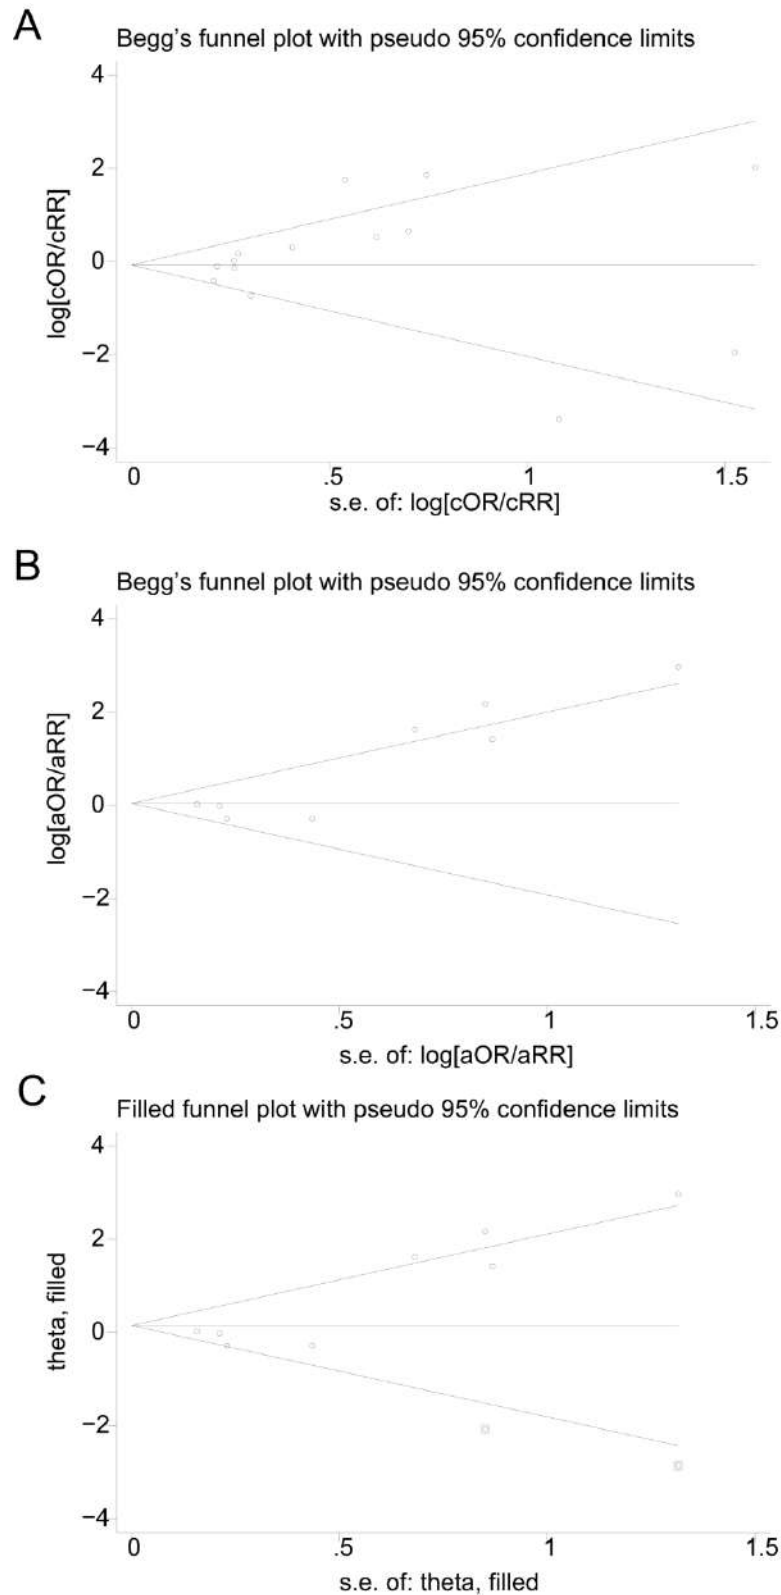 A
Begg's funnel plot with pseudo 95% confidence limits
4
2
0
−2
−4
log[cOR/cRR]
0 .5 1 1.5
s.e. of: log[cOR/cRR]
B
Begg's funnel plot with pseudo 95% confidence limits
4
2
0
−2
−4
log[aOR/aRR]
0 .5 1 1.5
s.e. of: log[aOR/aRR]
C
Filled funnel plot with pseudo 95% confidence limits
4
2
0
−2
−4
theta, filled
0 .5 1 1.5
s.e. of: theta, filled